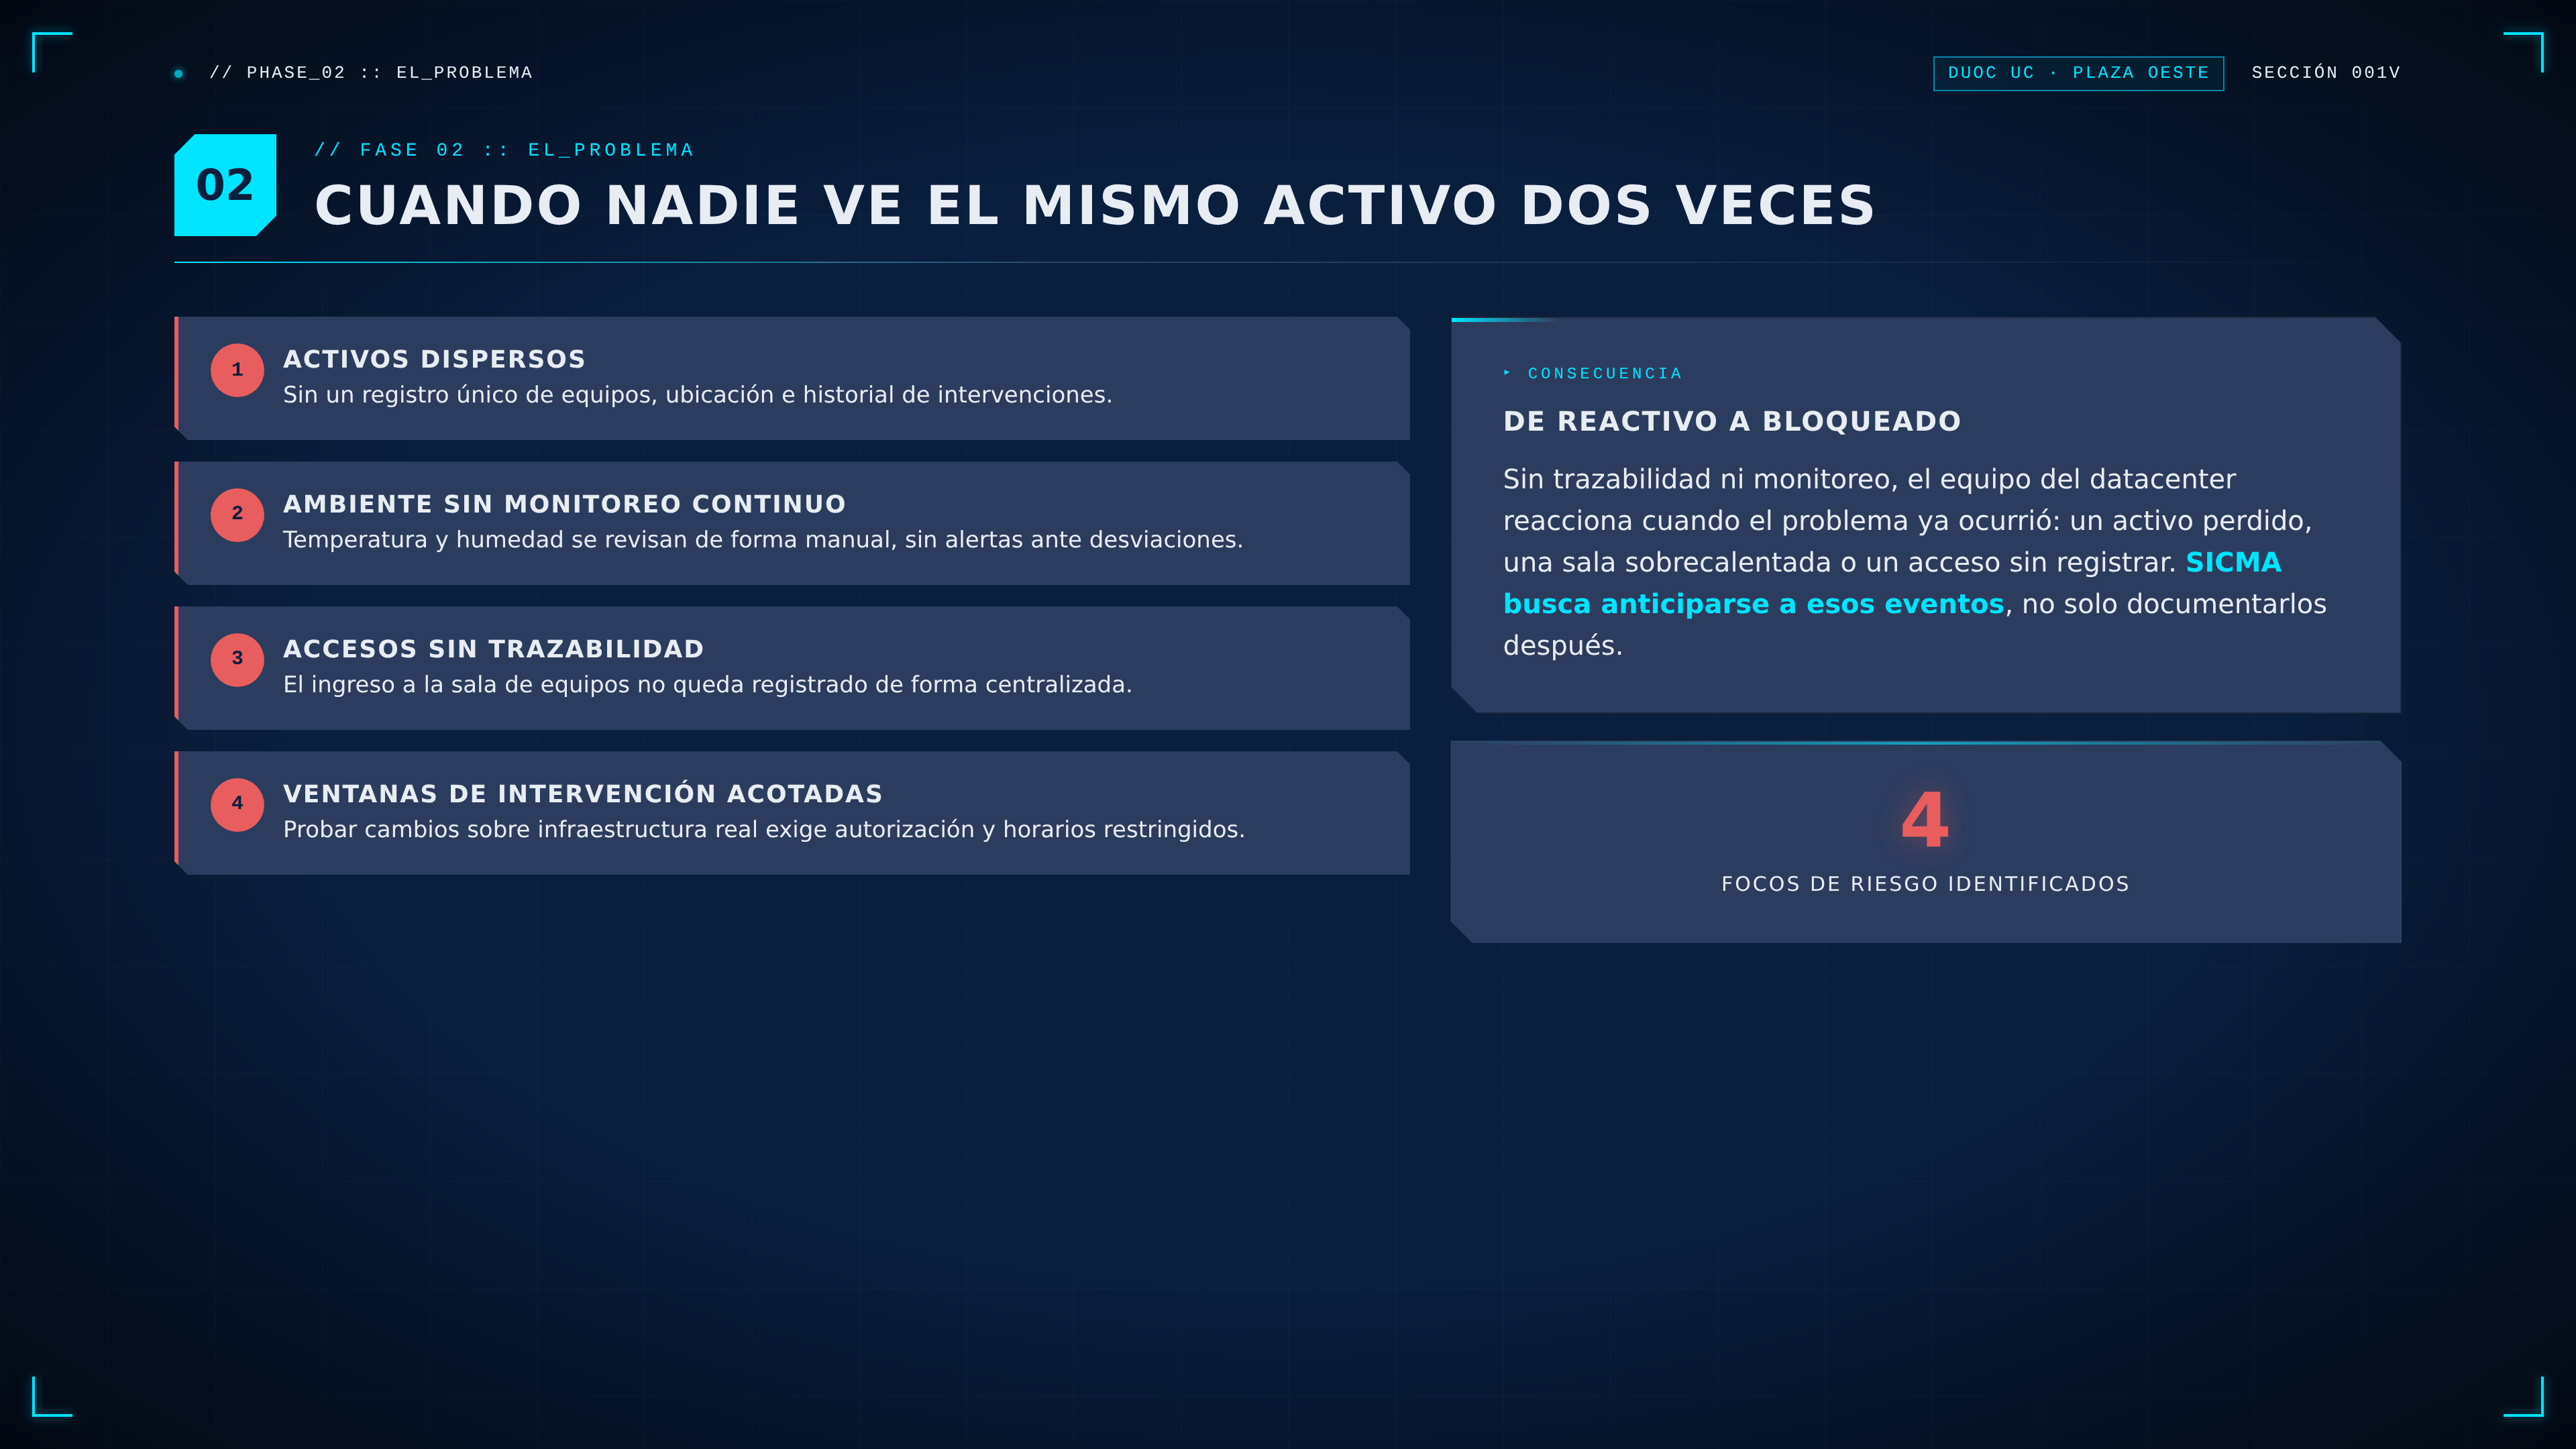 // PHASE_02 :: EL_PROBLEMA
DUOC UC · PLAZA OESTE
SECCIÓN 001V
02
// FASE 02 :: EL_PROBLEMA
CUANDO NADIE VE EL MISMO ACTIVO DOS VECES
1
ACTIVOS DISPERSOS
Sin un registro único de equipos, ubicación e historial de intervenciones.
2
AMBIENTE SIN MONITOREO CONTINUO
Temperatura y humedad se revisan de forma manual, sin alertas ante desviaciones.
3
ACCESOS SIN TRAZABILIDAD
El ingreso a la sala de equipos no queda registrado de forma centralizada.
4
VENTANAS DE INTERVENCIÓN ACOTADAS
Probar cambios sobre infraestructura real exige autorización y horarios restringidos.
▸ CONSECUENCIA
DE REACTIVO A BLOQUEADO
Sin trazabilidad ni monitoreo, el equipo del datacenter
reacciona cuando el problema ya ocurrió: un activo perdido,
una sala sobrecalentada o un acceso sin registrar. SICMA
busca anticiparse a esos eventos, no solo documentarlos
después.
4
FOCOS DE RIESGO IDENTIFICADOS